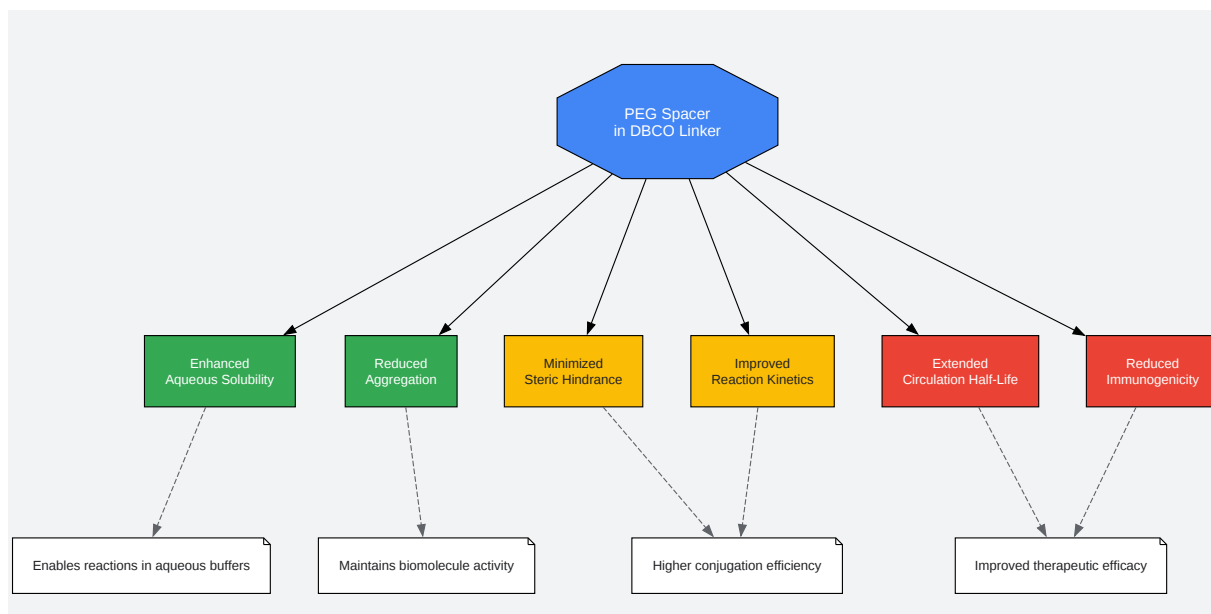 PEG Spacer
in DBCO Linker
Enhanced
Aqueous Solubility
Reduced
Aggregation
Minimized
Steric Hindrance
Improved
Reaction Kinetics
Extended
Circulation Half-Life
Reduced
Immunogenicity
Enables reactions in aqueous buffers
Maintains biomolecule activity
Higher conjugation efficiency
Improved therapeutic efficacy